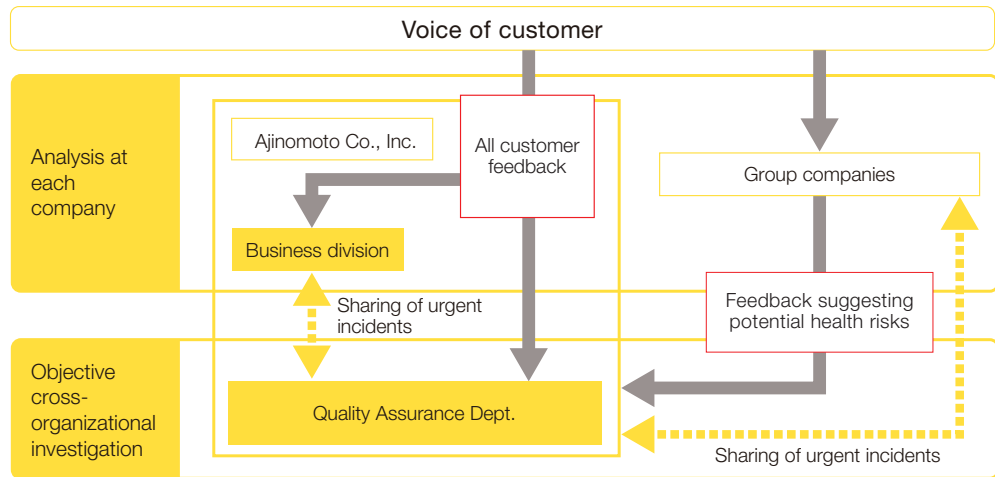 Voice of customer
Analysis at
each
company
Ajinomoto Co., Inc.
All customer
feedback
Group companies
Business division
Sharing of urgent
incidents
Feedback suggesting
potential health risks
Objective
cross-
organizational
investigation
Quality Assurance Dept.
Sharing of urgent incidents